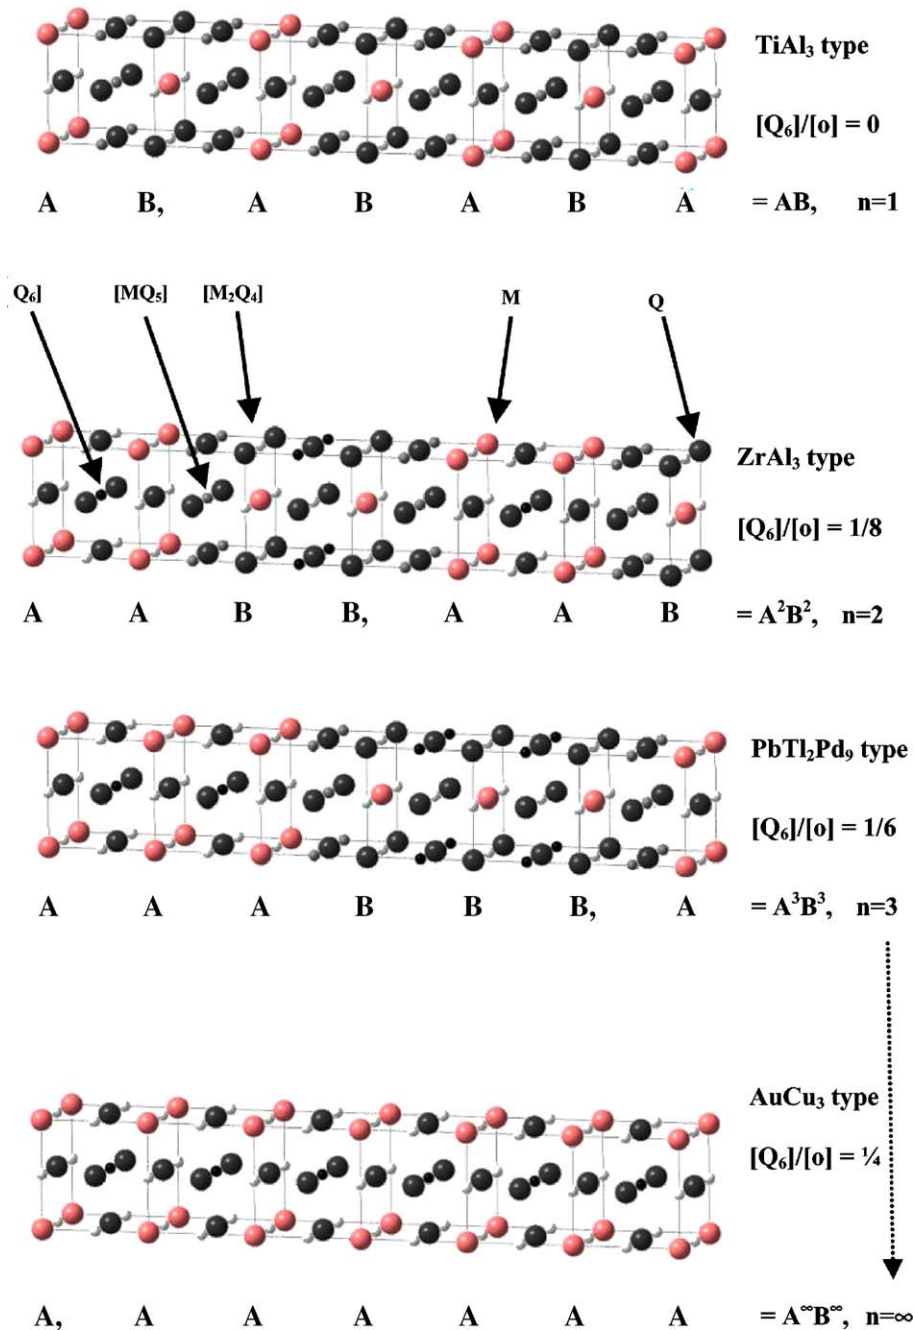 TiAl₃ type
[Q₆]/[o] = 0
A B, A B A B A = AB, n=1
Q₆] [MQ₅] [M₂Q₄] M Q
ZrAl₃ type
[Q₆]/[o] = 1/8
A A B B, A A B = A²B², n=2
PbTl₂Pd₉ type
[Q₆]/[o] = 1/6
A A A B B B, A = A³B³, n=3
AuCu₃ type
[Q₆]/[o] = ¼
A, A A A A A A = A^∞B^∞, n=∞